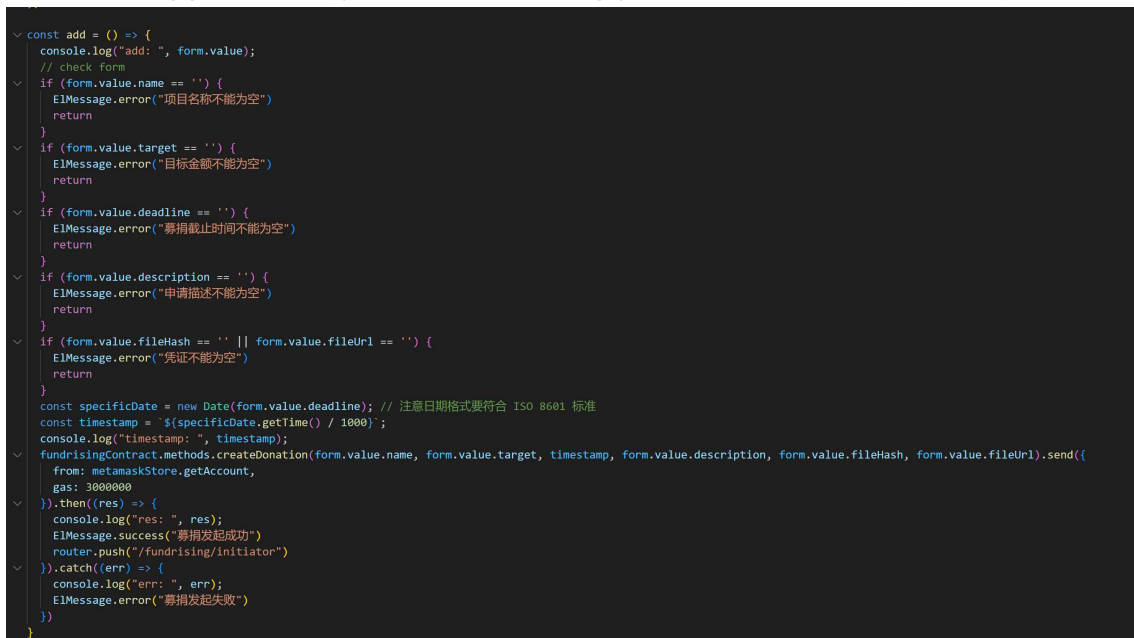 const add = () => {
console.log("add: ", form.value);
// check form
if (form.value.name == '') {
ElMessage.error("项目名称不能为空")
return
}
if (form.value.target == '') {
ElMessage.error("目标金额不能为空")
return
}
if (form.value.deadline == '') {
ElMessage.error("募捐截止时间不能为空")
return
}
if (form.value.description == '') {
ElMessage.error("申请描述不能为空")
return
}
if (form.value.fileHash == '' || form.value.fileUrl == '') {
ElMessage.error("凭证不能为空")
return
}
const specificDate = new Date(form.value.deadline); // 注意日期格式要符合 ISO 8601 标准
const timestamp = `${specificDate.getTime() / 1000}`;
console.log("timestamp: ", timestamp);
fundrisingContract.methods.createDonation(form.value.name, form.value.target, timestamp, form.value.description, form.value.fileHash, form.value.fileUrl).send({
from: metamaskStore.getAccount,
gas: 3000000
}).then((res) => {
console.log("res: ", res);
ElMessage.success("募捐发起成功")
router.push("/fundrising/initiator")
}).catch((err) => {
console.log("err: ", err);
ElMessage.error("募捐发起失败")
})
}